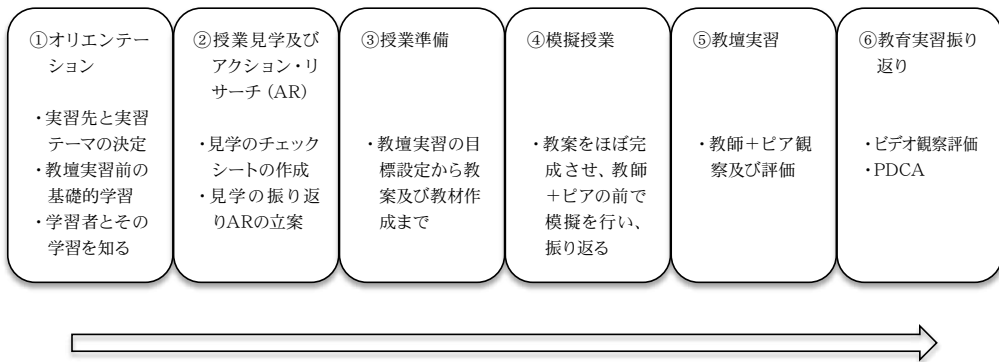 ①オリエンテー
ション
・実習先と実習
テーマの決定
・教壇実習前の
基礎的学習
・学習者とその
学習を知る
②授業見学及び
アクション・リ
サーチ（AR）
・見学のチェック
シートの作成
・見学の振り返
りARの立案
③授業準備
・教壇実習の目
標設定から教
案及び教材作
成まで
④模擬授業
・教案をほぼ完
成させ、教師
＋ピアの前で
模擬を行い、
振り返る
⑤教壇実習
・教師＋ピア観
察及び評価
⑥教育実習振り
返り
・ビデオ観察評価
・PDCA